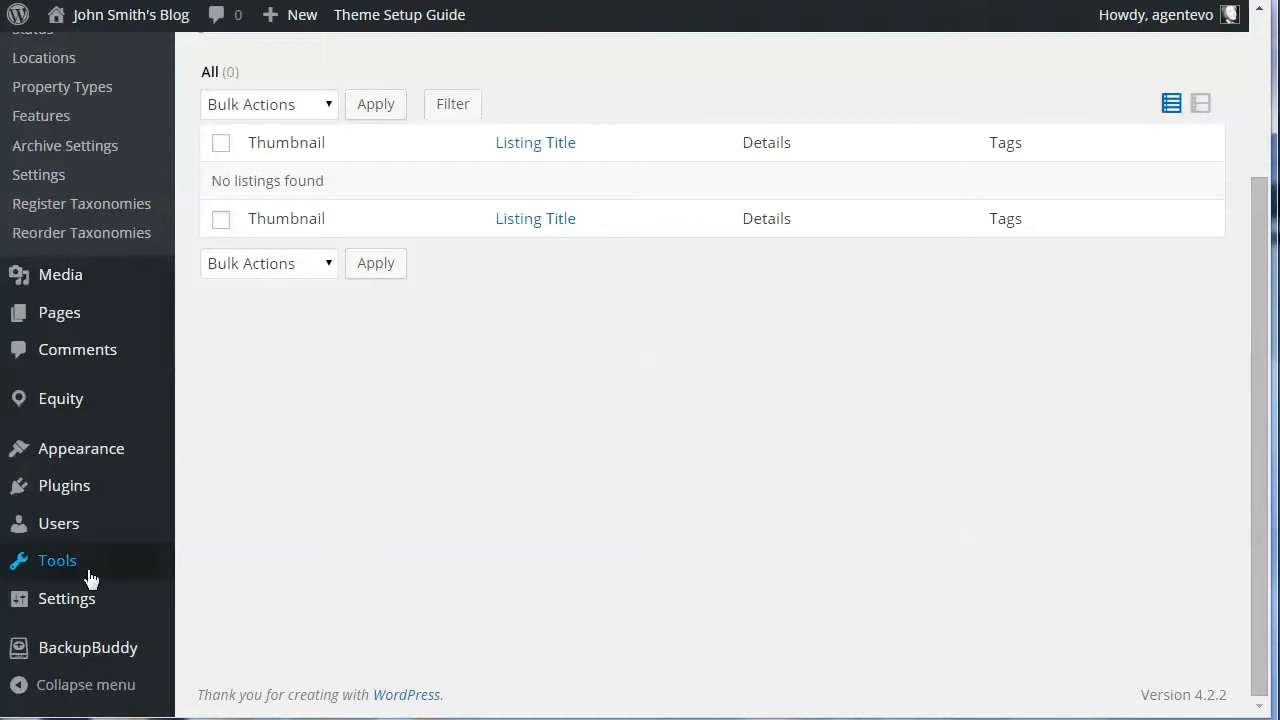 John Smith's Blog 0 New Theme Setup Guide Howdy, agentevo
Status
Locations
Property Types
Features
Archive Settings
Settings
Register Taxonomies
Reorder Taxonomies
Media
Pages
Comments
Equity
Appearance
Plugins
Users
Tools
Settings
BackupBuddy
Collapse menu
All (0)
Bulk Actions Apply Filter
Thumbnail Listing Title Details Tags
No listings found
Thumbnail Listing Title Details Tags
Bulk Actions Apply
Thank you for creating with WordPress. Version 4.2.2